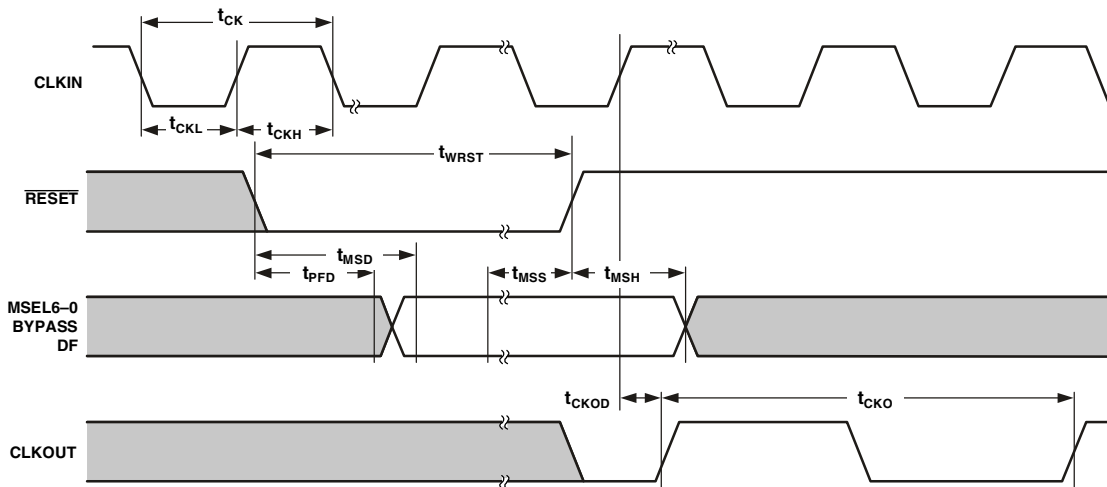 tCK
CLKIN
tCKL
tCKH
tWRST
RESET
tMSD
tPFD
tMSS
tMSH
MSEL6–0
BYPASS
DF
tCKOD
tCKO
CLKOUT